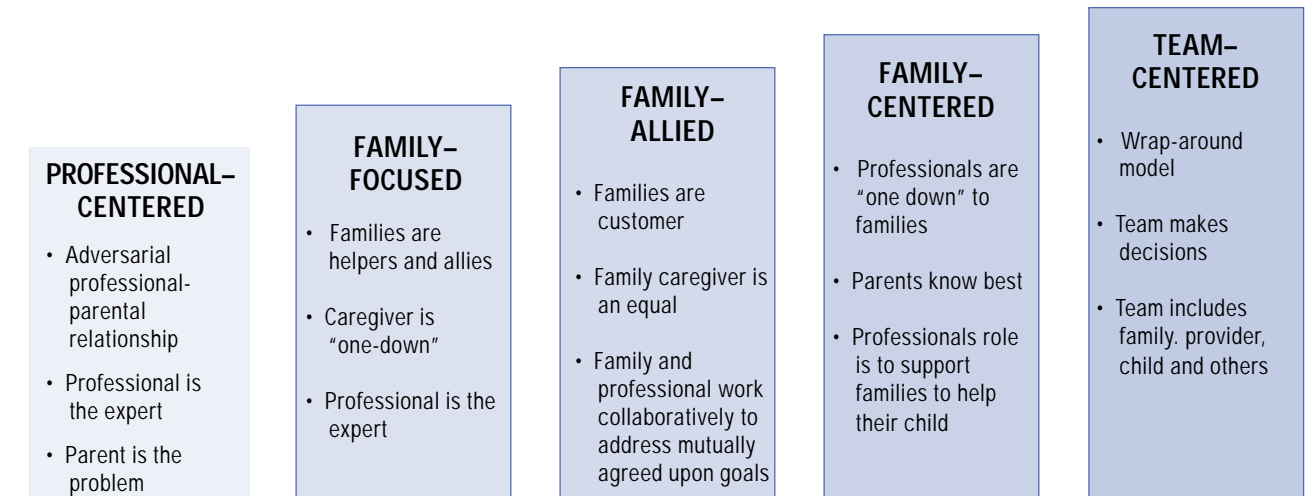 PROFESSIONAL–
CENTERED
• Adversarial
professional-
parental
relationship
• Professional is
the expert
• Parent is the
problem
FAMILY–
FOCUSED
• Families are
helpers and allies
• Caregiver is
“one-down”
• Professional is the
expert
FAMILY–
ALLIED
• Families are
customer
• Family caregiver is
an equal
• Family and
professional work
collaboratively to
address mutually
agreed upon goals
FAMILY–
CENTERED
• Professionals are
“one down” to
families
• Parents know best
• Professionals role
is to support
families to help
their child
TEAM–
CENTERED
• Wrap-around
model
• Team makes
decisions
• Team includes
family. provider,
child and others